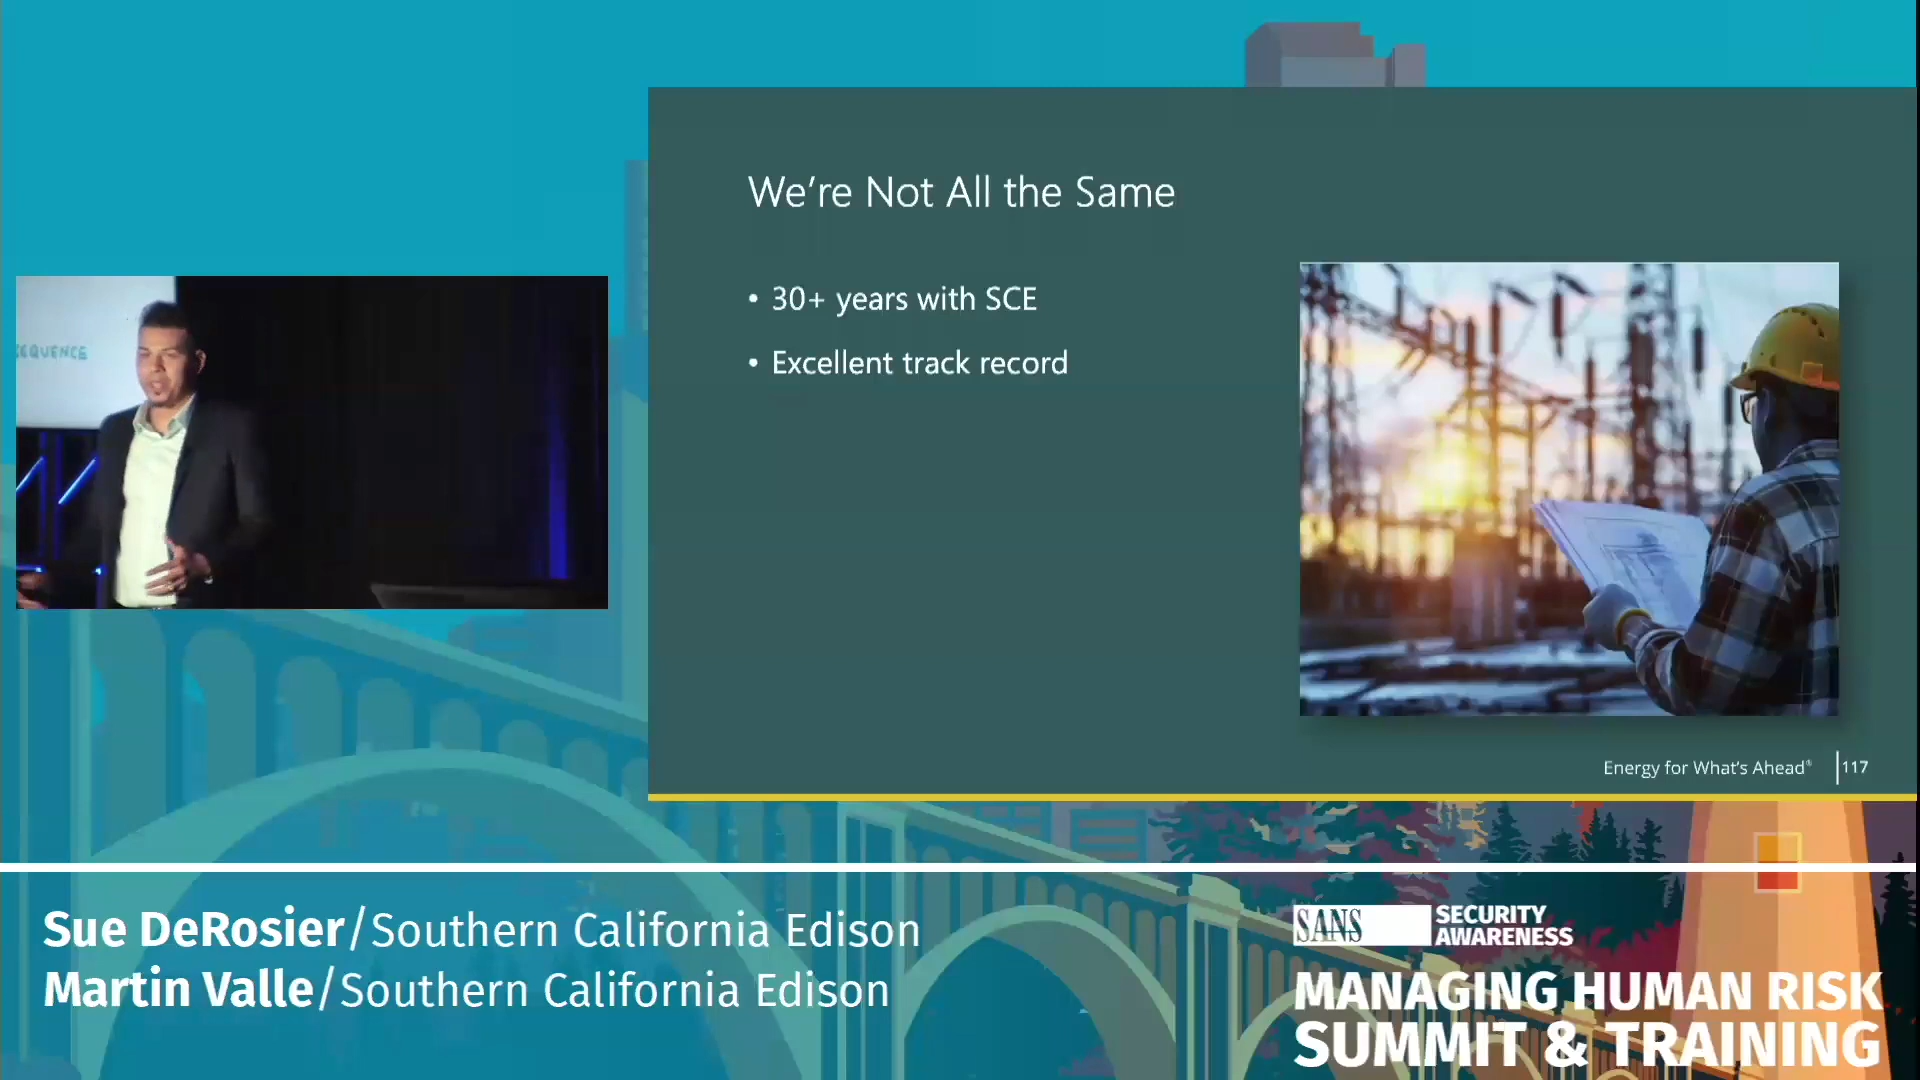 We're Not All the Same
• 30+ years with SCE
• Excellent track record
Energy for What's Ahead® 117
Sue DeRosier/Southern California Edison
Martin Valle/Southern California Edison
SANS SECURITY AWARENESS
MANAGING HUMAN RISK
SUMMIT & TRAINING